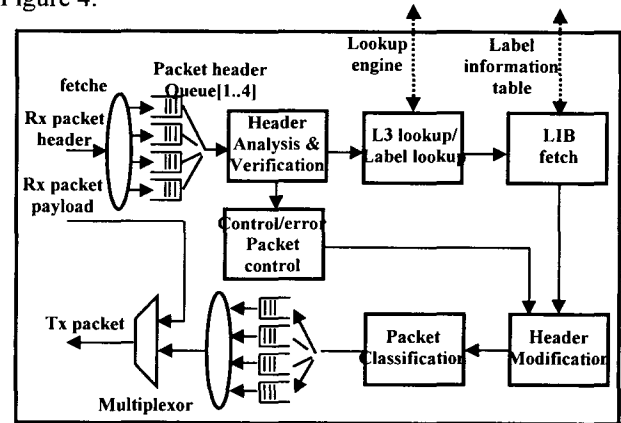 Figure 4.
Lookup
engine
Label
information
table
Packet header
Queue[1..4]
fetche
Rx packet
header
Rx packet
payload
Header
Analysis &
Verification
L3 lookup/
Label lookup
LIB
fetch
Control/error
Packet
control
Tx packet
Multiplexor
Packet
Classification
Header
Modification